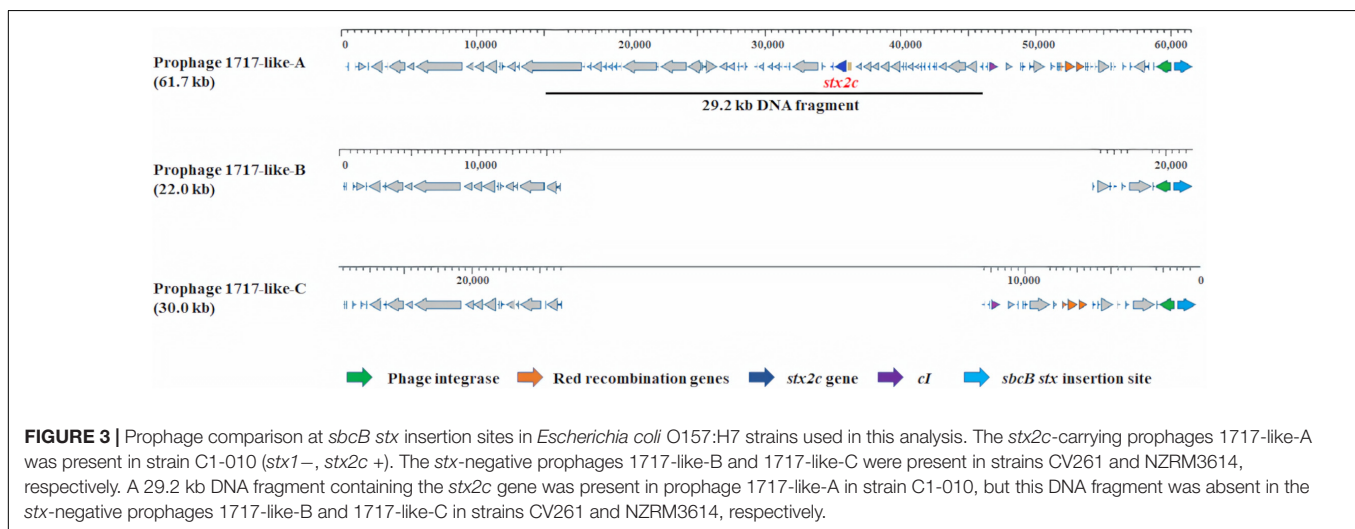 0 10,000 20,000 30,000 40,000 50,000 60,000
Prophage 1717-like-A
(61.7 kb)
stx2c
29.2 kb DNA fragment
0 10,000 20,000
Prophage 1717-like-B
(22.0 kb)
20,000 10,000 0
Prophage 1717-like-C
(30.0 kb)
Phage integrase Red recombination genes stx2c gene cI sbcB stx insertion site
FIGURE 3 | Prophage comparison at sbcB stx insertion sites in Escherichia coli O157:H7 strains used in this analysis. The stx2c-carrying prophages 1717-like-A
was present in strain C1-010 (stx1−, stx2c +). The stx-negative prophages 1717-like-B and 1717-like-C were present in strains CV261 and NZRM3614,
respectively. A 29.2 kb DNA fragment containing the stx2c gene was present in prophage 1717-like-A in strain C1-010, but this DNA fragment was absent in the
stx-negative prophages 1717-like-B and 1717-like-C in strains CV261 and NZRM3614, respectively.